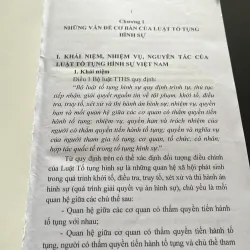 Chương 1
NHỮNG VẤN ĐỀ CƠ BẢN CỦA LUẬT TỐ TỤNG
HÌNH SỰ
I. KHÁI NIỆM, NHIỆM VỤ, NGUYÊN TẮC CỦA
LUẬT TỐ TỤNG HÌNH SỰ VIỆT NAM
1. Khái niệm
Điều 1 Bộ luật TTHS quy định:
"Bộ luật tố tụng hình sự quy định trình tự, thủ tục
tiếp nhận, giải quyết nguồn tin về tội phạm, khởi tố, điều
tra, truy tố, xét xử và thi hành án hình sự; nhiệm vụ, quyền
hạn và mối quan hệ giữa các cơ quan có thẩm quyền tiến
hành tố tụng; nhiệm vụ, quyền hạn và trách nhiệm của
người có thẩm quyền tiến hành tố tụng; quyền và nghĩa vụ
của người tham gia tố tụng, cơ quan, tổ chức, cá nhân;
hợp tác quốc tế trong tố tụng hình sự."
Từ quy định trên có thể xác định đối tượng điều chỉnh
của Luật Tố tụng hình sự là những quan hệ xã hội phát sinh
trong quá trình khởi tố, điều tra, truy tố, xét xử và thi hành án
hình sự (quá trình giải quyết vụ án hình sự), chủ yếu là mối
quan hệ giữa các chủ thể sau:
- Quan hệ giữa các cơ quan có thẩm quyền tiến hành
tố tụng với nhau;
- Quan hệ giữa các cơ quan có thẩm quyền tiến hành tố
tụng, người có thẩm quyền tiến hành tố tụng và chủ thể tham